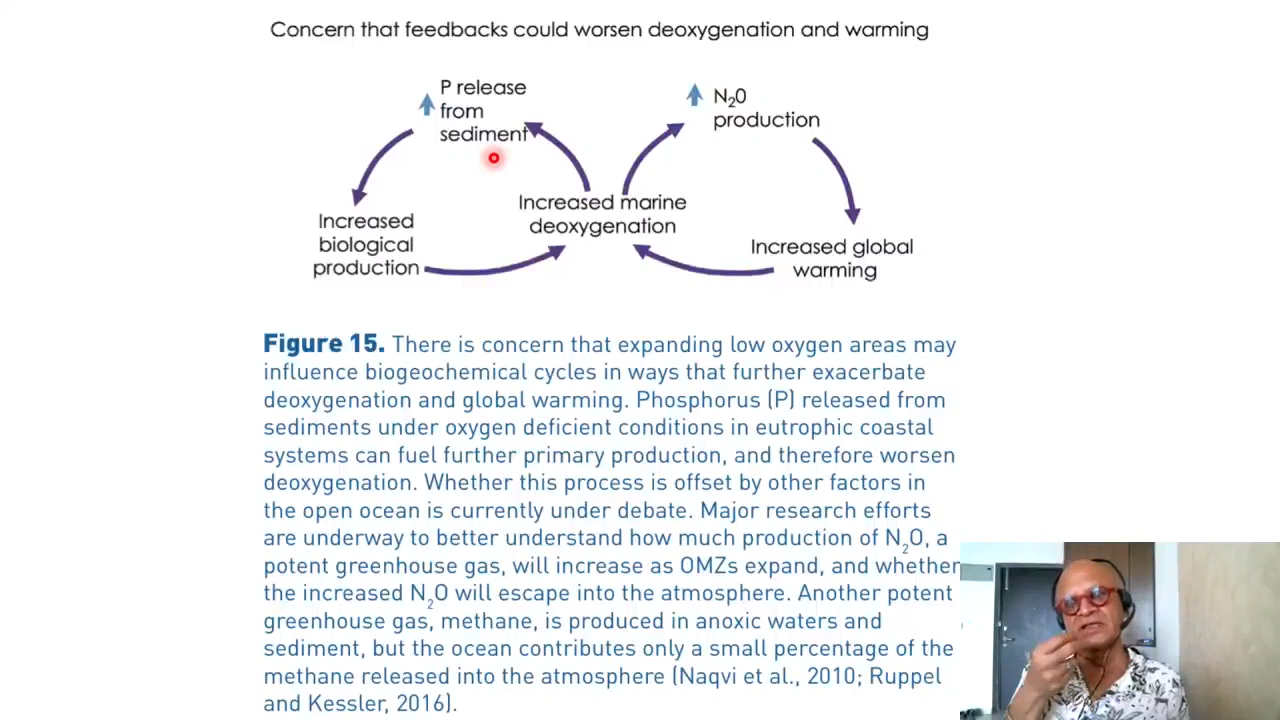 Concern that feedbacks could worsen deoxygenation and warming
P release
from
sediment
N₂0
production
Increased marine
deoxygenation
Increased
biological
production
Increased global
warming
Figure 15. There is concern that expanding low oxygen areas may
influence biogeochemical cycles in ways that further exacerbate
deoxygenation and global warming. Phosphorus (P) released from
sediments under oxygen deficient conditions in eutrophic coastal
systems can fuel further primary production, and therefore worsen
deoxygenation. Whether this process is offset by other factors in
the open ocean is currently under debate. Major research efforts
are underway to better understand how much production of N₂O, a
potent greenhouse gas, will increase as OMZs expand, and whether
the increased N₂O will escape into the atmosphere. Another potent
greenhouse gas, methane, is produced in anoxic waters and
sediment, but the ocean contributes only a small percentage of the
methane released into the atmosphere (Naqvi et al., 2010; Ruppel
and Kessler, 2016).